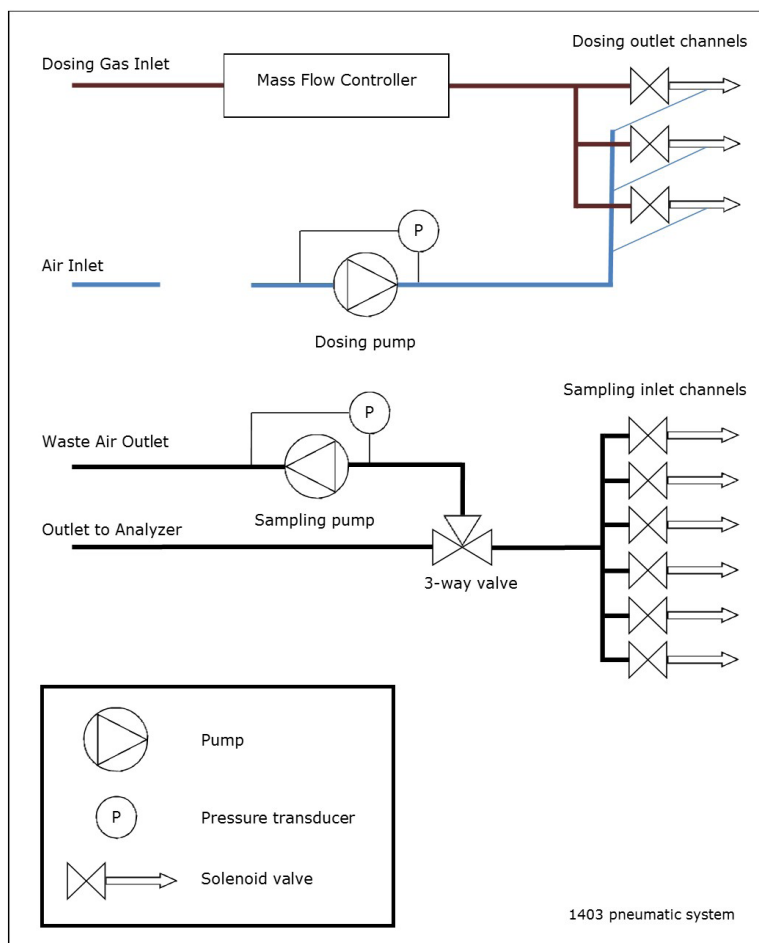 Dosing outlet channels
Dosing Gas Inlet
Mass Flow Controller
P
Air Inlet
Dosing pump
Sampling inlet channels
P
Waste Air Outlet
Sampling pump
Outlet to Analyzer
3-way valve
Pump
P
Pressure transducer
Solenoid valve
1403 pneumatic system